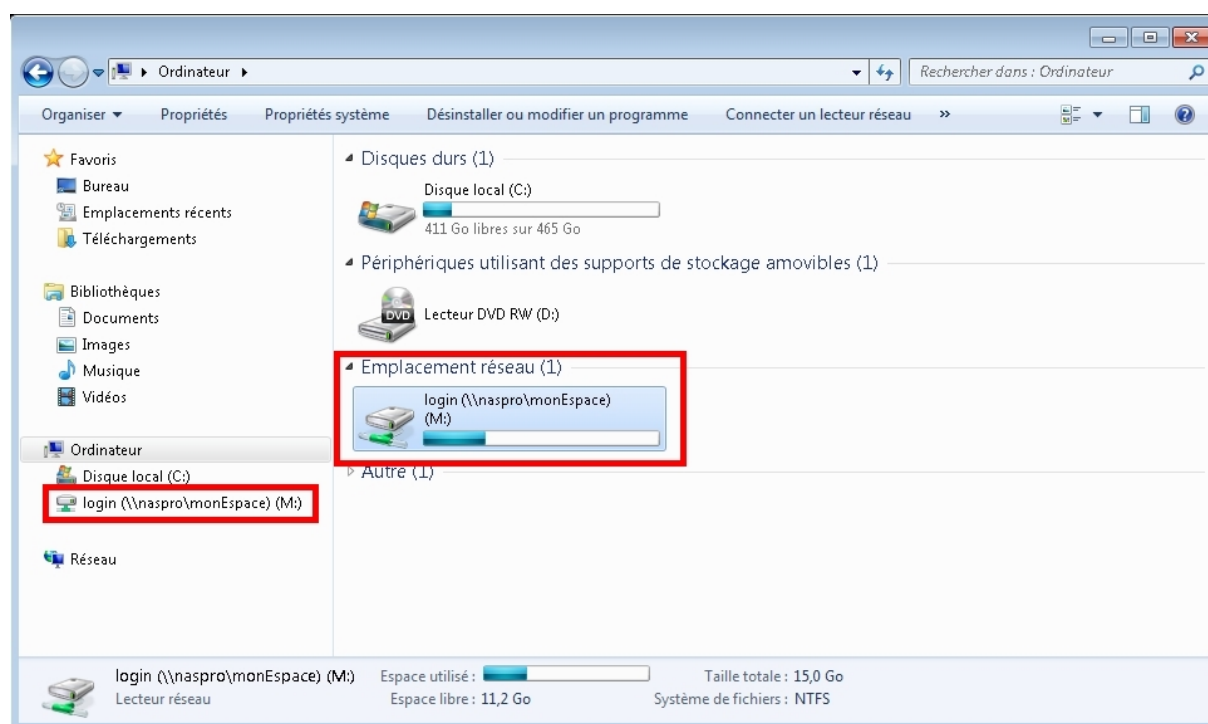 Ordinateur
Rechercher dans : Ordinateur
Organiser
Propriétés
Propriétés système
Désinstaller ou modifier un programme
Connecter un lecteur réseau
»
Favoris
Bureau
Emplacements récents
Téléchargements
Bibliothèques
Documents
Images
Musique
Vidéos
Ordinateur
Disque local (C:)
login (\\naspro\monEspace) (M:)
Réseau
Disques durs (1)
Disque local (C:)
411 Go libres sur 465 Go
Périphériques utilisant des supports de stockage amovibles (1)
DVD
Lecteur DVD RW (D:)
Emplacement réseau (1)
login (\\naspro\monEspace)
(M:)
Autre (1)
login (\\naspro\monEspace) (M:)
Lecteur réseau
Espace utilisé :
Espace libre : 11,2 Go
Taille totale : 15,0 Go
Système de fichiers : NTFS